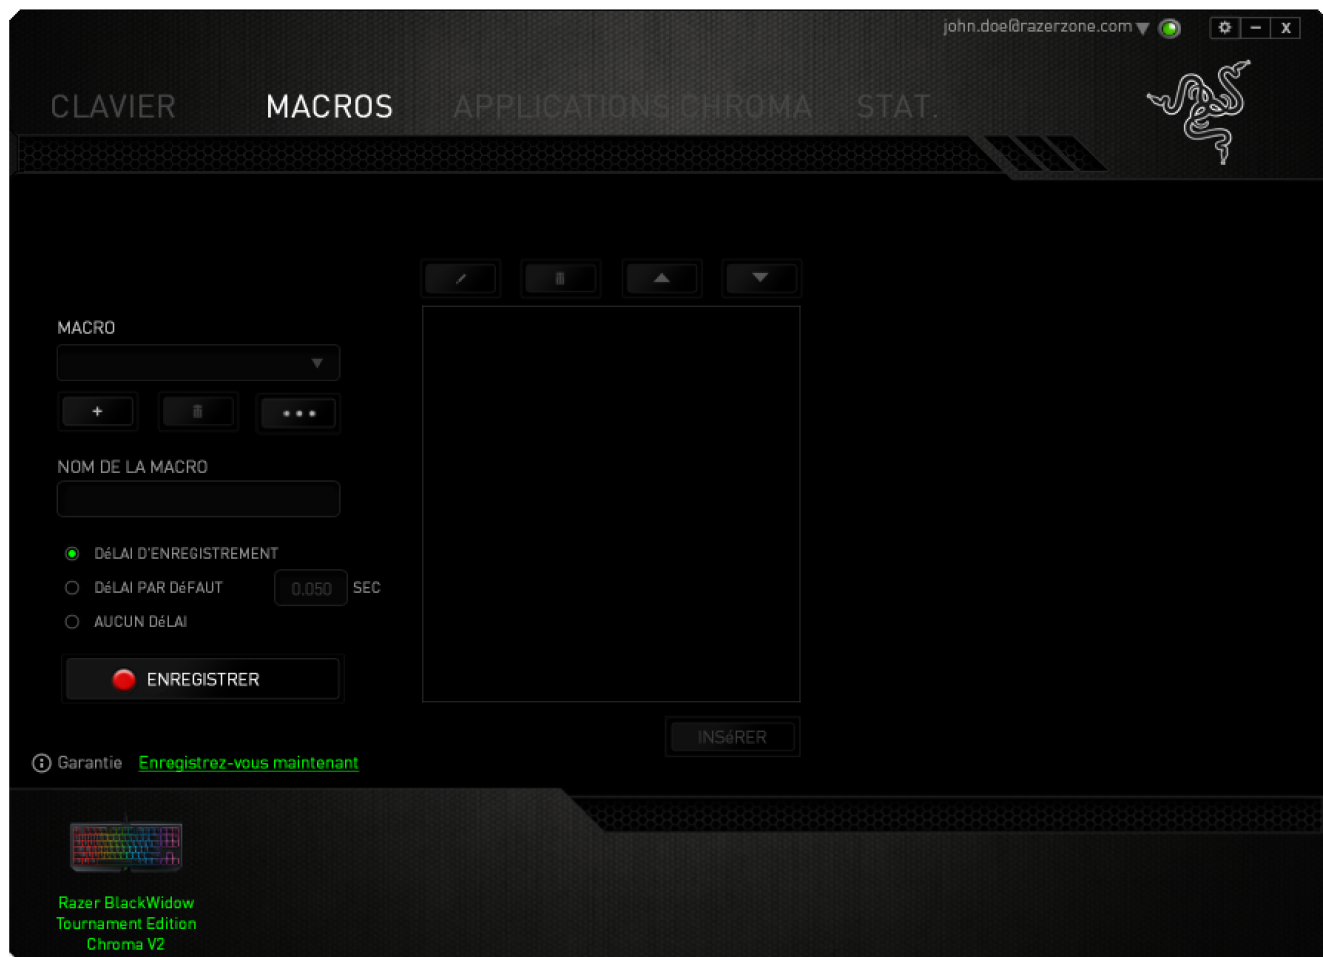 john.doe@razerzone.com
X
CLAVIER MACROS APPLICATIONS CHROMA STAT.
MACRO
NOM DE LA MACRO
DéLAI D'ENREGISTREMENT
DéLAI PAR DéFAUT 0.050 SEC
AUCUN DéLAI
ENREGISTRER
INSéRER
Garantie Enregistrez-vous maintenant
Razer BlackWidow
Tournament Edition
Chroma V2